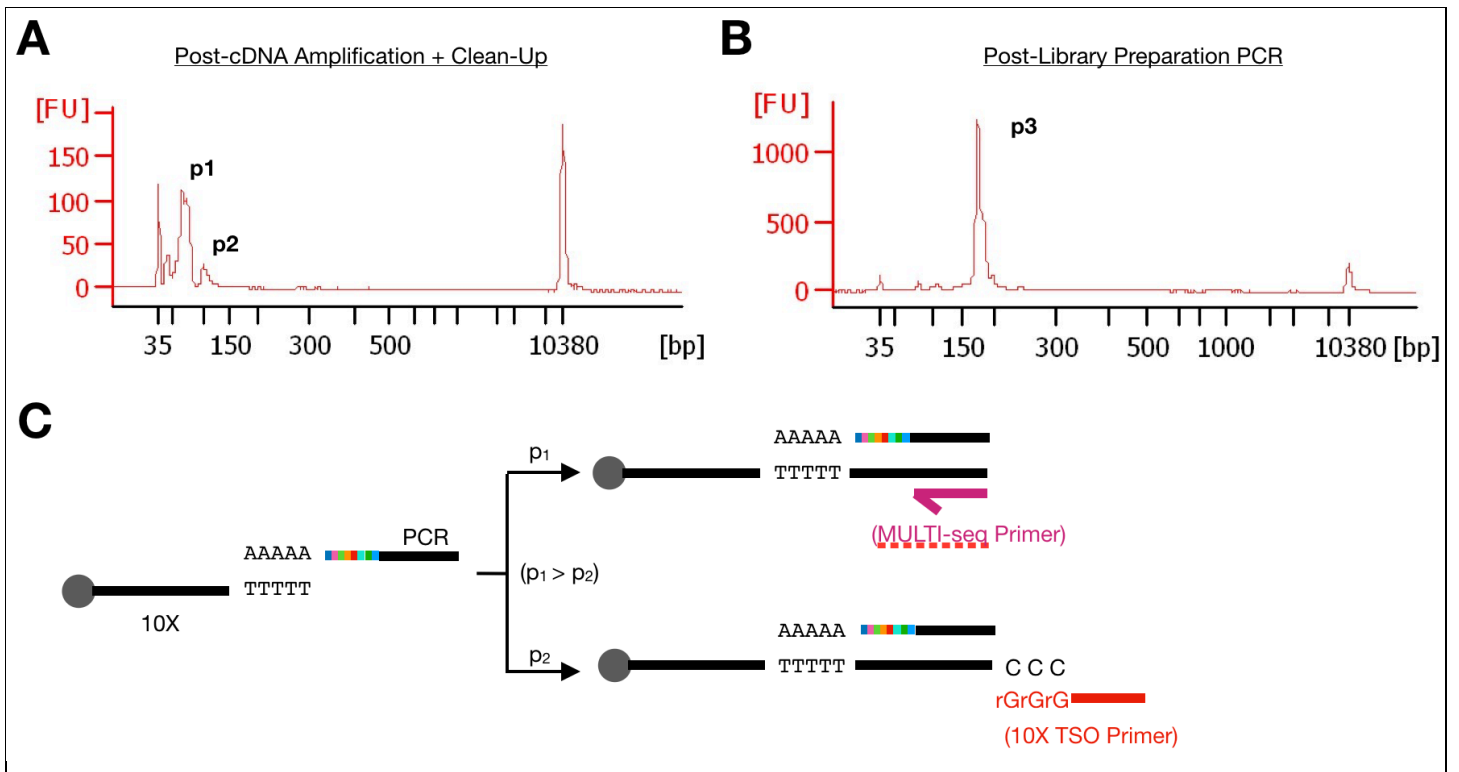 A
Post-cDNA Amplification + Clean-Up
[FU]
150
100
50
0
p1
p2
35 150 300 500 10380 [bp]
B
Post-Library Preparation PCR
[FU]
1000
500
0
p3
35 150 300 500 1000 10380 [bp]
C
AAAAA
PCR
TTTTT
10X
p1
(p1 > p2)
p2
AAAAA
TTTTT
(MULTI-seq Primer)
AAAAA
TTTTT
C C C
rGrGrG
(10X TSO Primer)